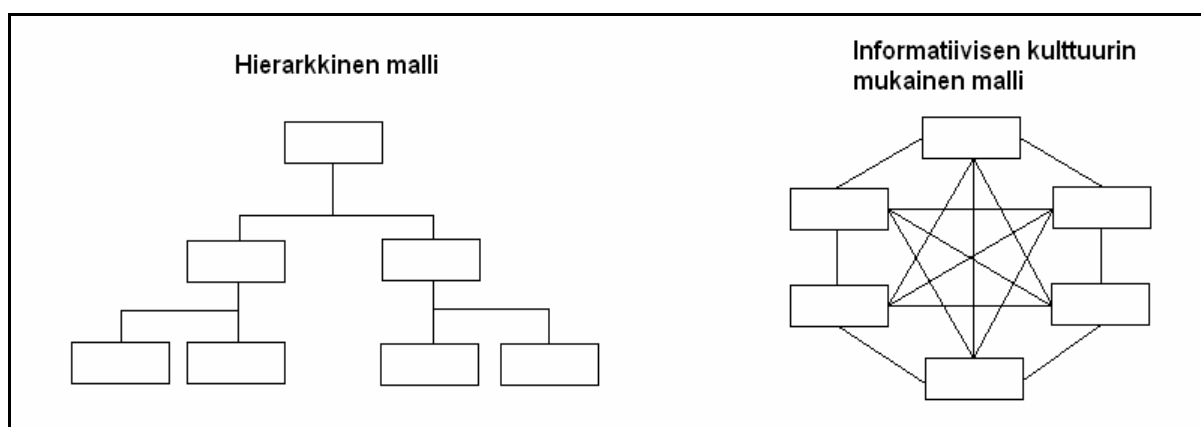 Hierarkkinen malli
Informatiivisen kulttuurin
mukainen malli